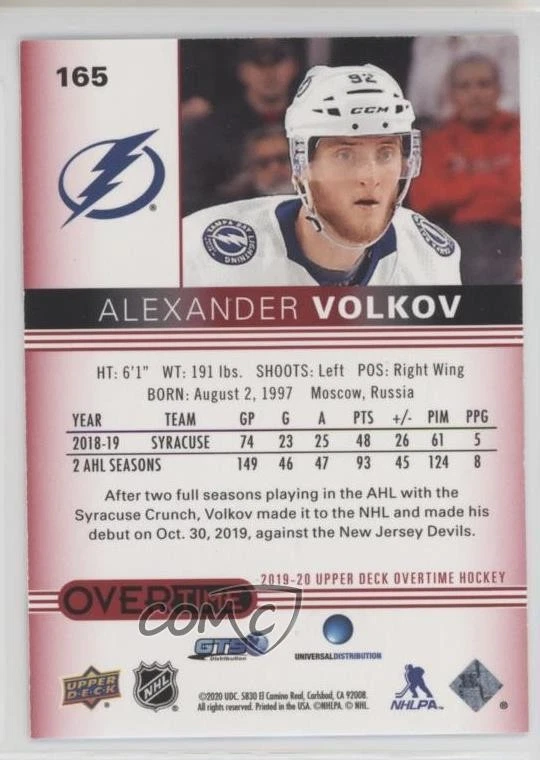 165
92
CCM
TAMPA BAY
LIGHTNING
ALEXANDER VOLKOV
HT: 6'1" WT: 191 lbs. SHOOTS: Left POS: Right Wing
BORN: August 2, 1997 Moscow, Russia
YEAR TEAM GP G A PTS +/- PIM PPG
2018-19 SYRACUSE 74 23 25 48 26 61 5
2 AHL SEASONS 149 46 47 93 45 124 8
After two full seasons playing in the AHL with the
Syracuse Crunch, Volkov made it to the NHL and made his
debut on Oct. 30, 2019, against the New Jersey Devils.
2019-20 UPPER DECK OVERTIME HOCKEY
OVERTIME
COMC
GTS
Distribution
UNIVERSALDISTRIBUTION
UPPER
DECK
NHL
NHLPA
©2020 UDC. 5830 El Camino Real, Carlsbad, CA 92008.
All rights reserved. Printed in the USA. ©NHLPA. © NHL.